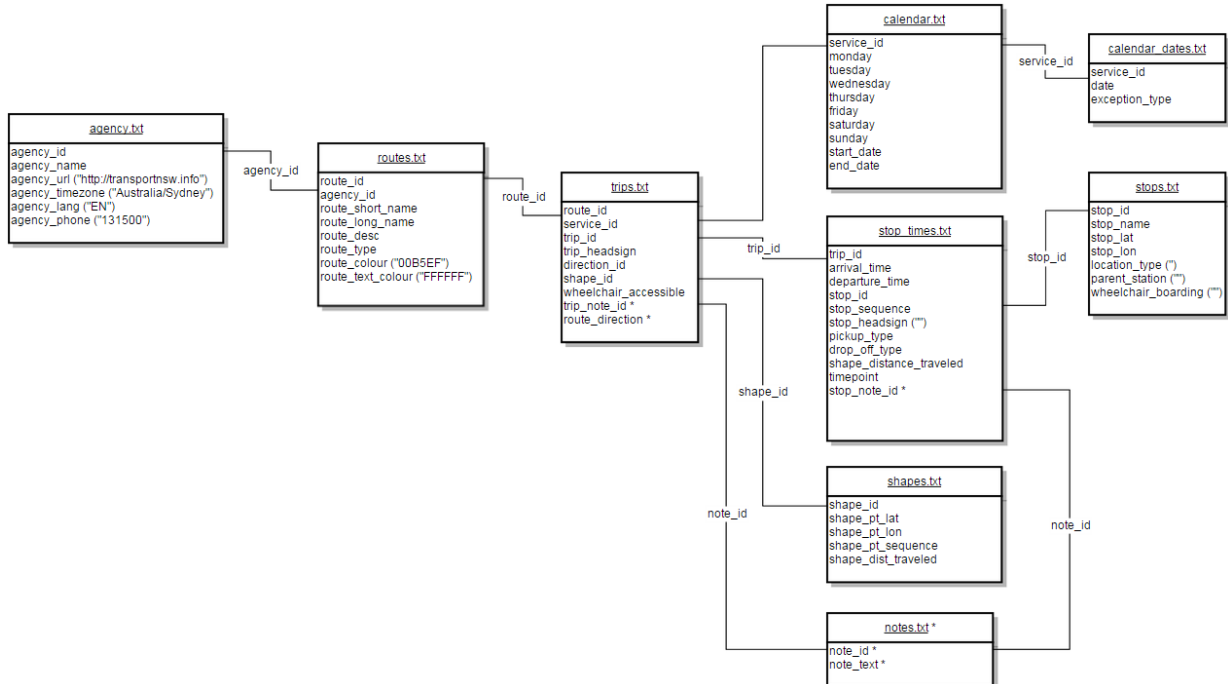 calendar.txt
service_id
monday
tuesday
wednesday
thursday
friday
saturday
sunday
start_date
end_date
service_id
calendar_dates.txt
service_id
date
exception_type
agency.txt
agency_id
agency_name
agency_url ("http://transportnsw.info")
agency_timezone ("Australia/Sydney")
agency_lang ("EN")
agency_phone ("131500")
agency_id
routes.txt
route_id
agency_id
route_short_name
route_long_name
route_desc
route_type
route_colour ("00B5EF")
route_text_colour ("FFFFFF")
route_id
trips.txt
route_id
service_id
trip_id
trip_headsign
direction_id
shape_id
wheelchair_accessible
trip_note_id *
route_direction *
trip_id
stop_times.txt
trip_id
arrival_time
departure_time
stop_id
stop_sequence
stop_headsign ("")
pickup_type
drop_off_type
shape_distance_traveled
timepoint
stop_note_id *
stop_id
stops.txt
stop_id
stop_name
stop_lat
stop_lon
location_type (")
parent_station ("")
wheelchair_boarding ("")
shape_id
shapes.txt
shape_id
shape_pt_lat
shape_pt_lon
shape_pt_sequence
shape_dist_traveled
note_id
note_id
notes.txt *
note_id *
note_text *